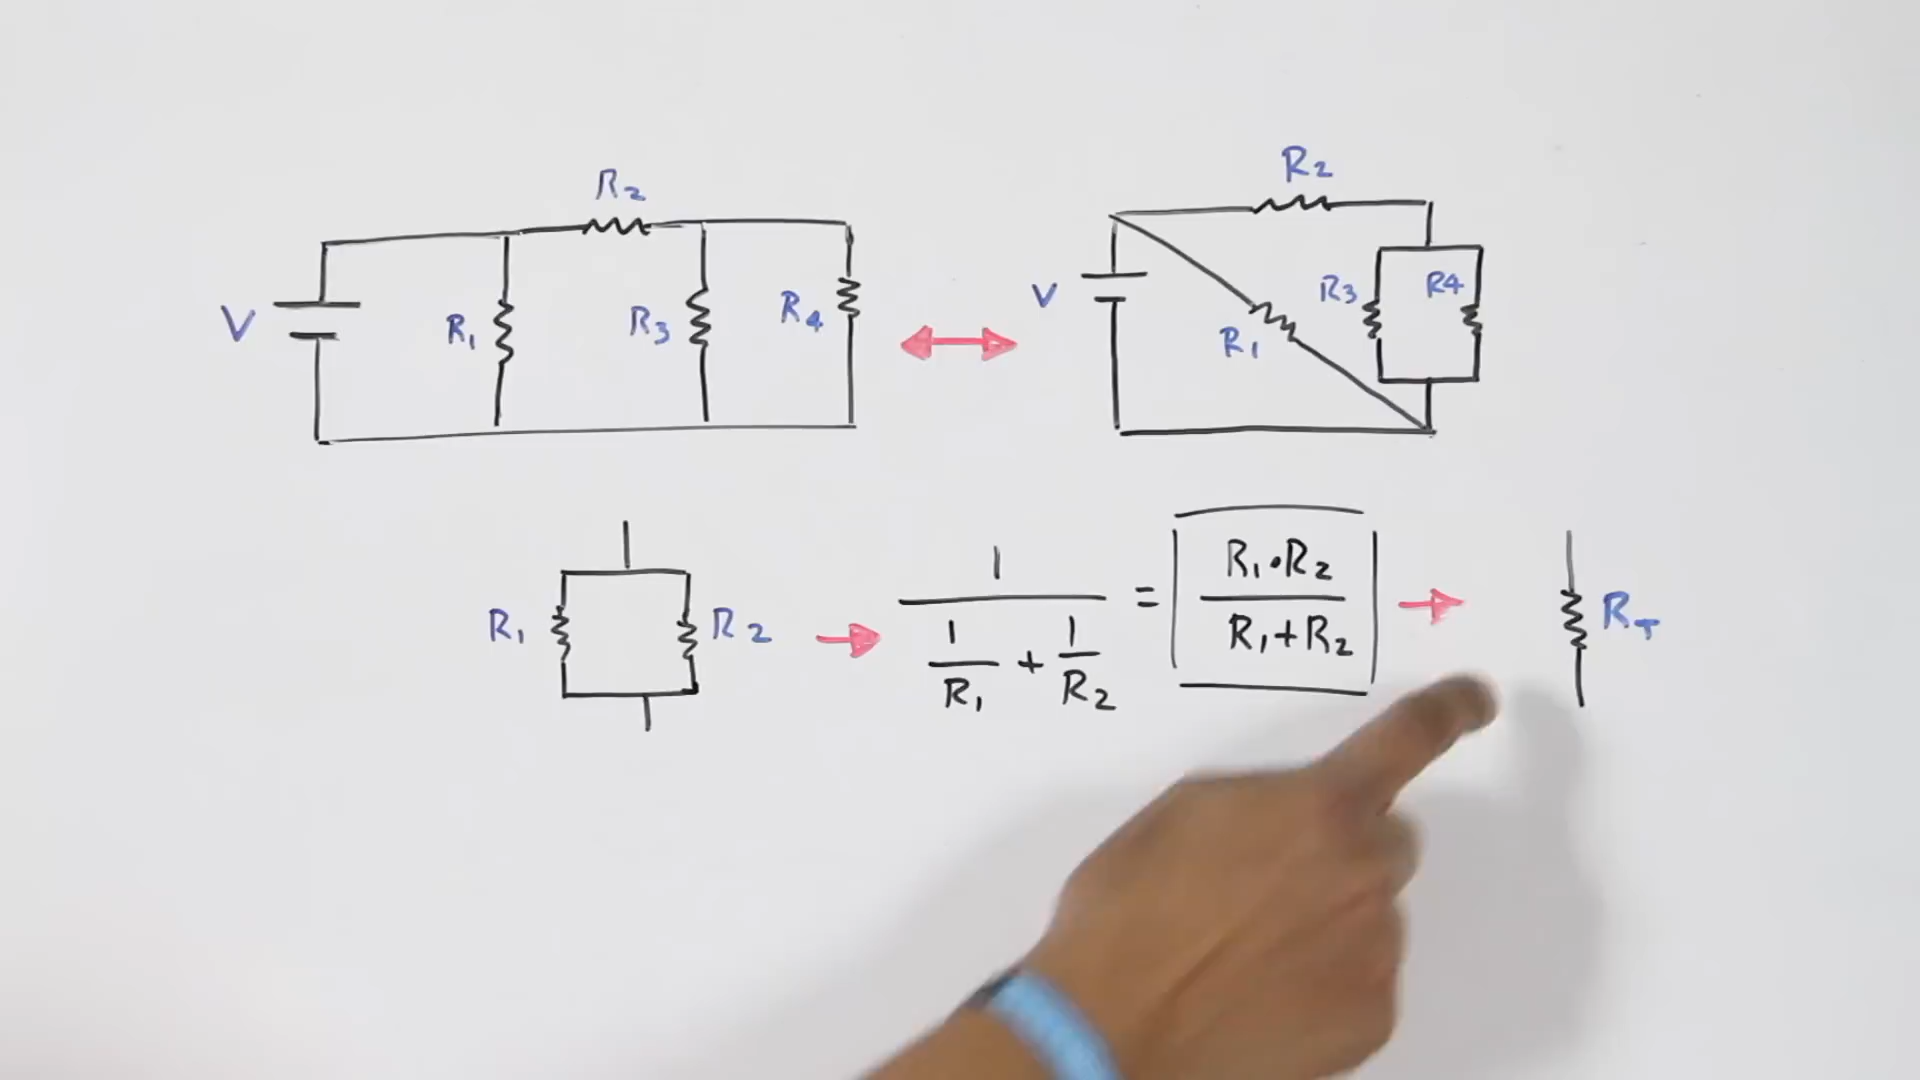 R2
V
R1
R3
R4
R2
V
R1
R3
R4
R1
R2
1
1/R1 + 1/R2
=
R1·R2
R1+R2
RT